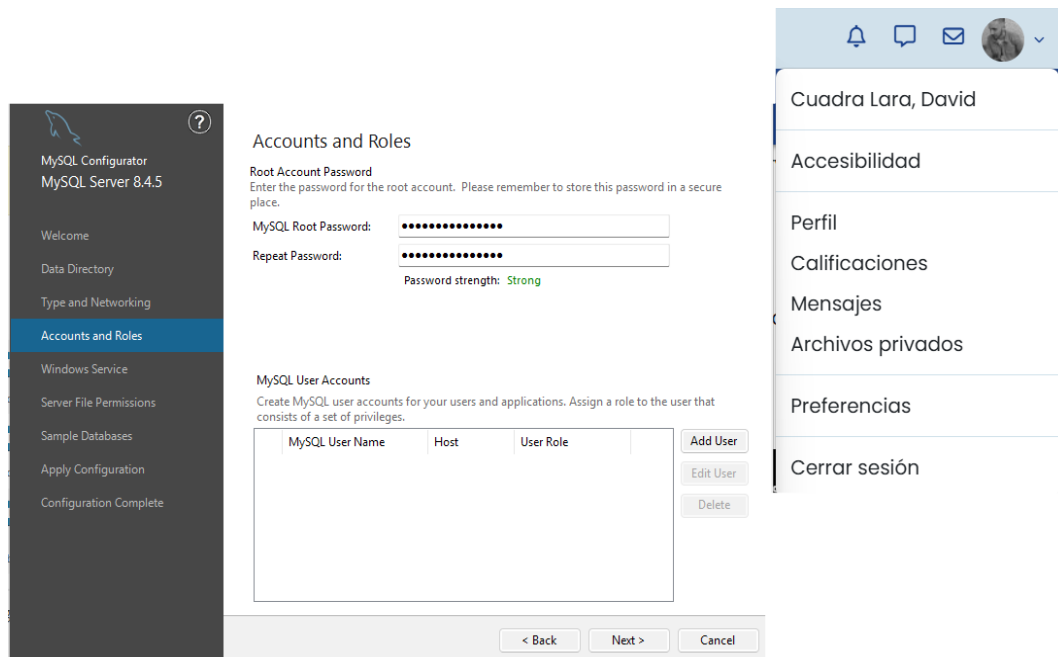 ?
MySQL Configurator
MySQL Server 8.4.5
Welcome
Data Directory
Type and Networking
Accounts and Roles
Windows Service
Server File Permissions
Sample Databases
Apply Configuration
Configuration Complete
Accounts and Roles
Root Account Password
Enter the password for the root account. Please remember to store this password in a secure
place.
MySQL Root Password: •••••••••••••••
Repeat Password: •••••••••••••••
Password strength: Strong
MySQL User Accounts
Create MySQL user accounts for your users and applications. Assign a role to the user that
consists of a set of privileges.
MySQL User Name Host User Role
Add User
Edit User
Delete
< Back Next > Cancel
Cuadra Lara, David
Accesibilidad
Perfil
Calificaciones
Mensajes
Archivos privados
Preferencias
Cerrar sesión